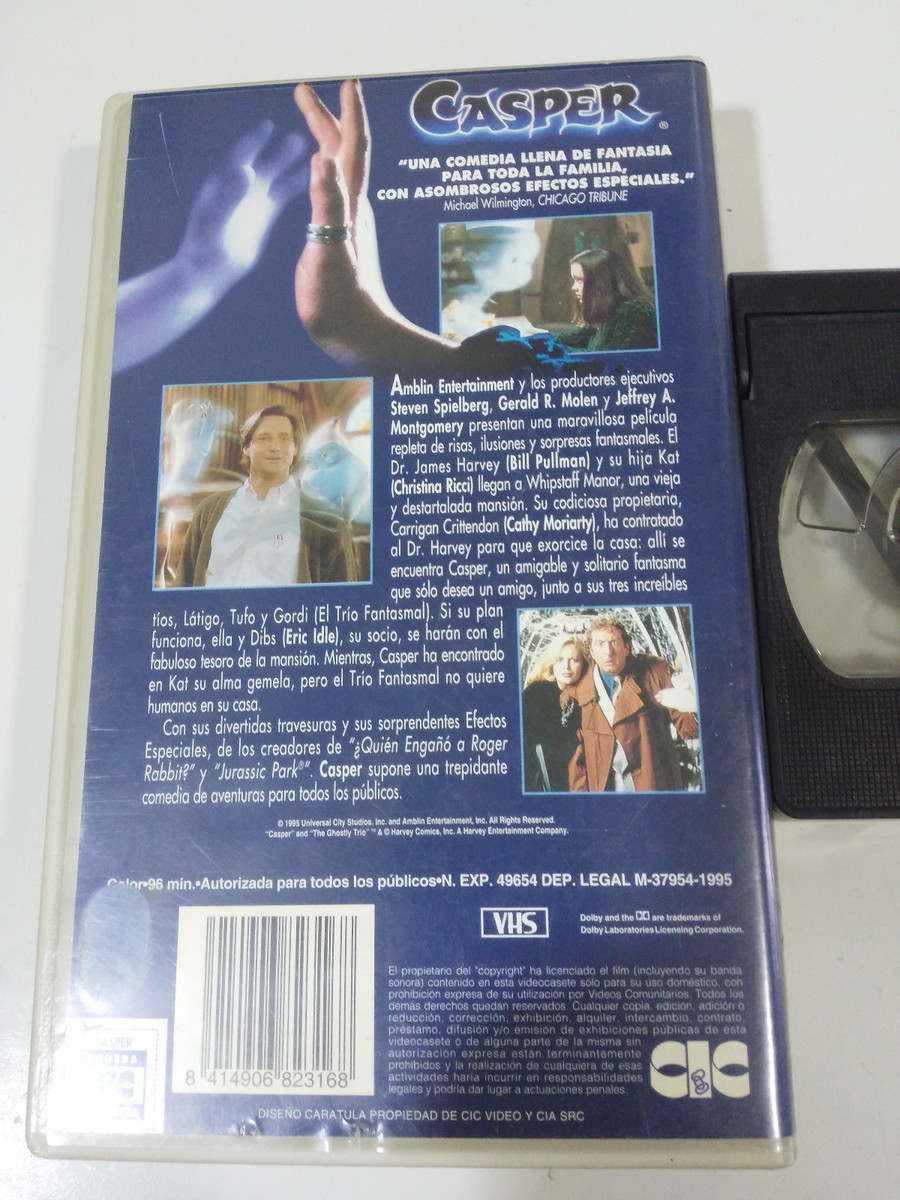 CASPER®
"UNA COMEDIA LLENA DE FANTASIA
PARA TODA LA FAMILIA,
CON ASOMBROSOS EFECTOS ESPECIALES."
Michael Wilmington, CHICAGO TRIBUNE
Amblin Entertainment y los productores ejecutivos
Steven Spielberg, Gerald R. Molen y Jeffrey A.
Montgomery presentan una maravillosa película
repleta de risas, ilusiones y sorpresas fantasmales. El
Dr. James Harvey (Bill Pullman) y su hija Kat
(Christina Ricci) llegan a Whipstaff Manor, una vieja
y destartalada mansión. Su codiciosa propietaria,
Carrigan Crittendon (Cathy Moriarty), ha contratado
al Dr. Harvey para que exorcice la casa: allí se
encuentra Casper, un amigable y solitario fantasma
que sólo desea un amigo, junto a sus tres increíbles
tíos, Látigo, Tufo y Gordi (El Trío Fantasmal). Si su plan
funciona, ella y Dibs (Eric Idle), su socio, se harán con el
fabuloso tesoro de la mansión. Mientras, Casper ha encontrado
en Kat su alma gemela, pero el Trío Fantasmal no quiere
humanos en su casa.
Con sus divertidas travesuras y sus sorprendentes Efectos
Especiales, de los creadores de "¿Quién Engañó a Roger
Rabbit?" y "Jurassic Park®". Casper supone una trepidante
comedia de aventuras para todos los públicos.
© 1995 Universal City Studios, Inc. and Amblin Entertainment, Inc. All Rights Reserved.
"Casper" and "The Ghostly Trio" ™ & © Harvey Comics, Inc. A Harvey Entertainment Company.
Color•96 min.•Autorizada para todos los públicos•N. EXP. 49654 DEP. LEGAL M-37954-1995
VHS
Dolby and the DD are trademarks of
Dolby Laboratories Licensing Corporation.
El propietario del "copyright" ha licenciado el film (incluyendo su banda
sonora) contenido en esta videocasete sólo para su uso doméstico, con
prohibición expresa de su utilización por Videos Comunitarios. Todos los
demás derechos quedan reservados. Cualquier copia, edición, adición o
reducción, corrección, exhibición, alquiler, intercambio, contrato,
préstamo, difusión y/o emisión de exhibiciones públicas de esta
videocasete o de alguna parte de la misma sin
autorización expresa están terminantemente
prohibidos y la realización de cualquiera de esas
actividades haría incurrir en responsabilidades
legales y podría dar lugar a actuaciones penales.
CIC
CASPER
8 414906 823168
DISEÑO CARATULA PROPIEDAD DE CIC VIDEO Y CIA SRC